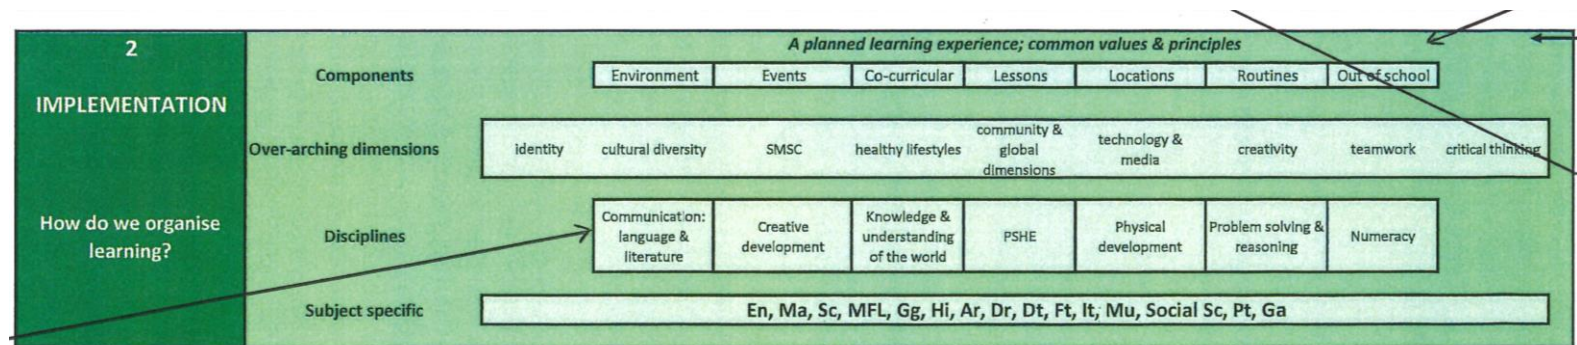 2
IMPLEMENTATION
How do we organise
learning?
A planned learning experience; common values & principles
Components
Environment Events Co-curricular Lessons Locations Routines Out of school
Over-arching dimensions
identity cultural diversity SMSC healthy lifestyles community & global dimensions technology & media creativity teamwork critical thinking
Disciplines
Communication: language & literature Creative development Knowledge & understanding of the world PSHE Physical development Problem solving & reasoning Numeracy
Subject specific
En, Ma, Sc, MFL, Gg, Hi, Ar, Dr, Dt, Ft, It, Mu, Social Sc, Pt, Ga